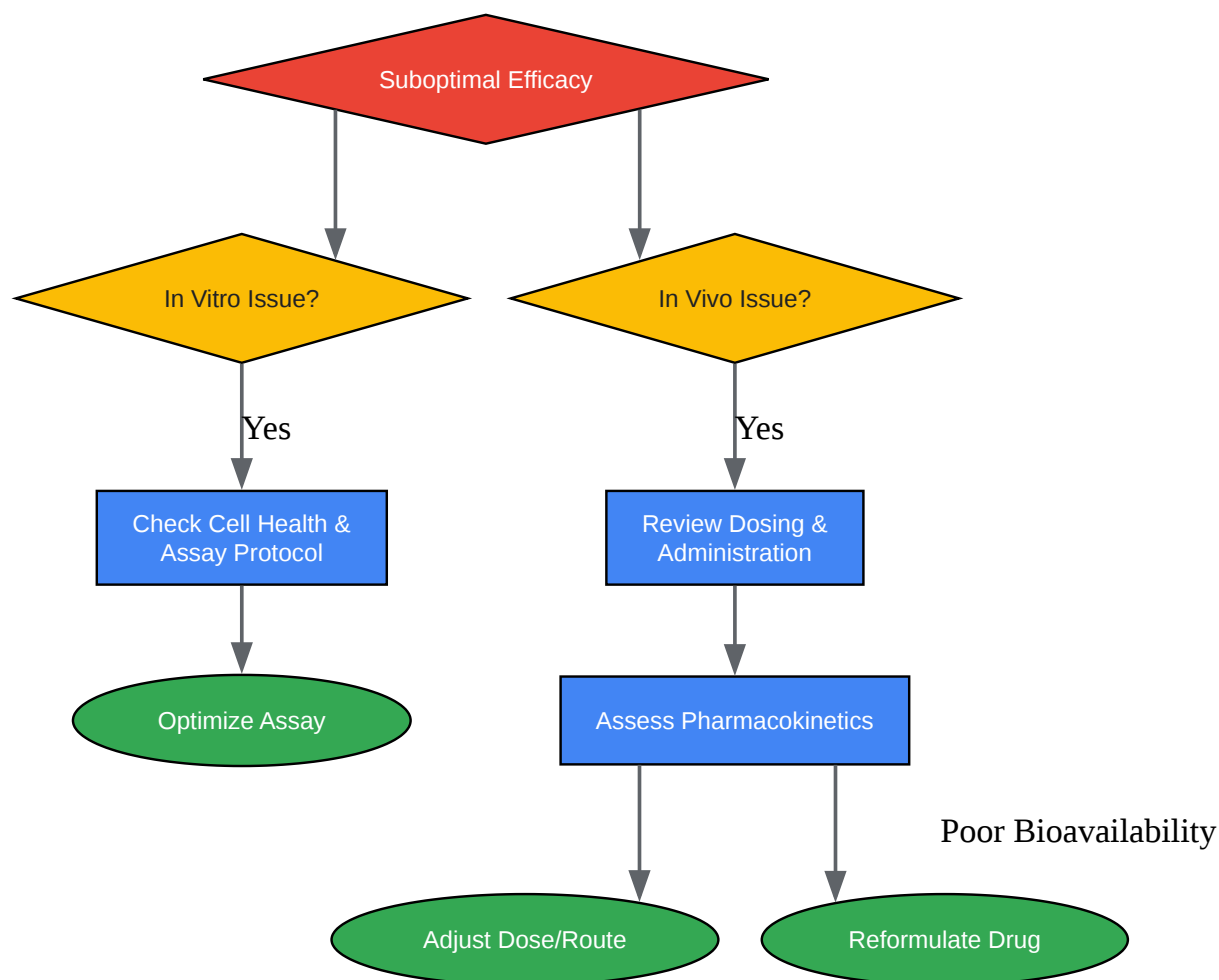 Suboptimal Efficacy
In Vitro Issue?
In Vivo Issue?
Yes
Yes
Check Cell Health &
Assay Protocol
Review Dosing &
Administration
Optimize Assay
Assess Pharmacokinetics
Poor Bioavailability
Adjust Dose/Route
Reformulate Drug